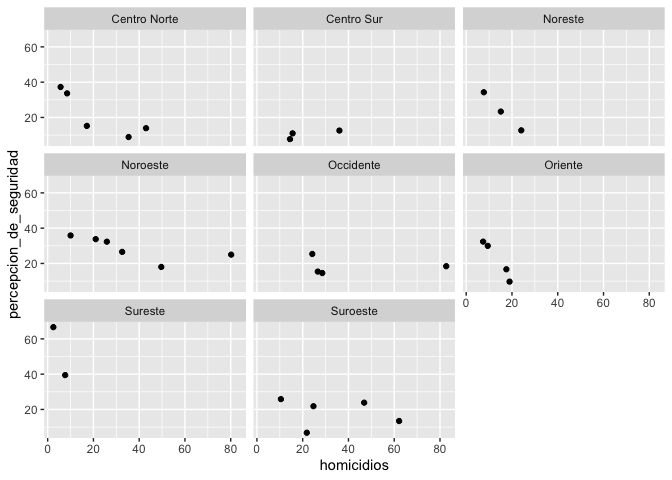 Centro Norte Centro Sur Noreste
60
40
20
Noroeste Occidente Oriente
60
40
20
0 20 40 60 80
Sureste Suroeste
60
40
20
0 20 40 60 80 0 20 40 60 80
homicidios
percepcion_de_seguridad